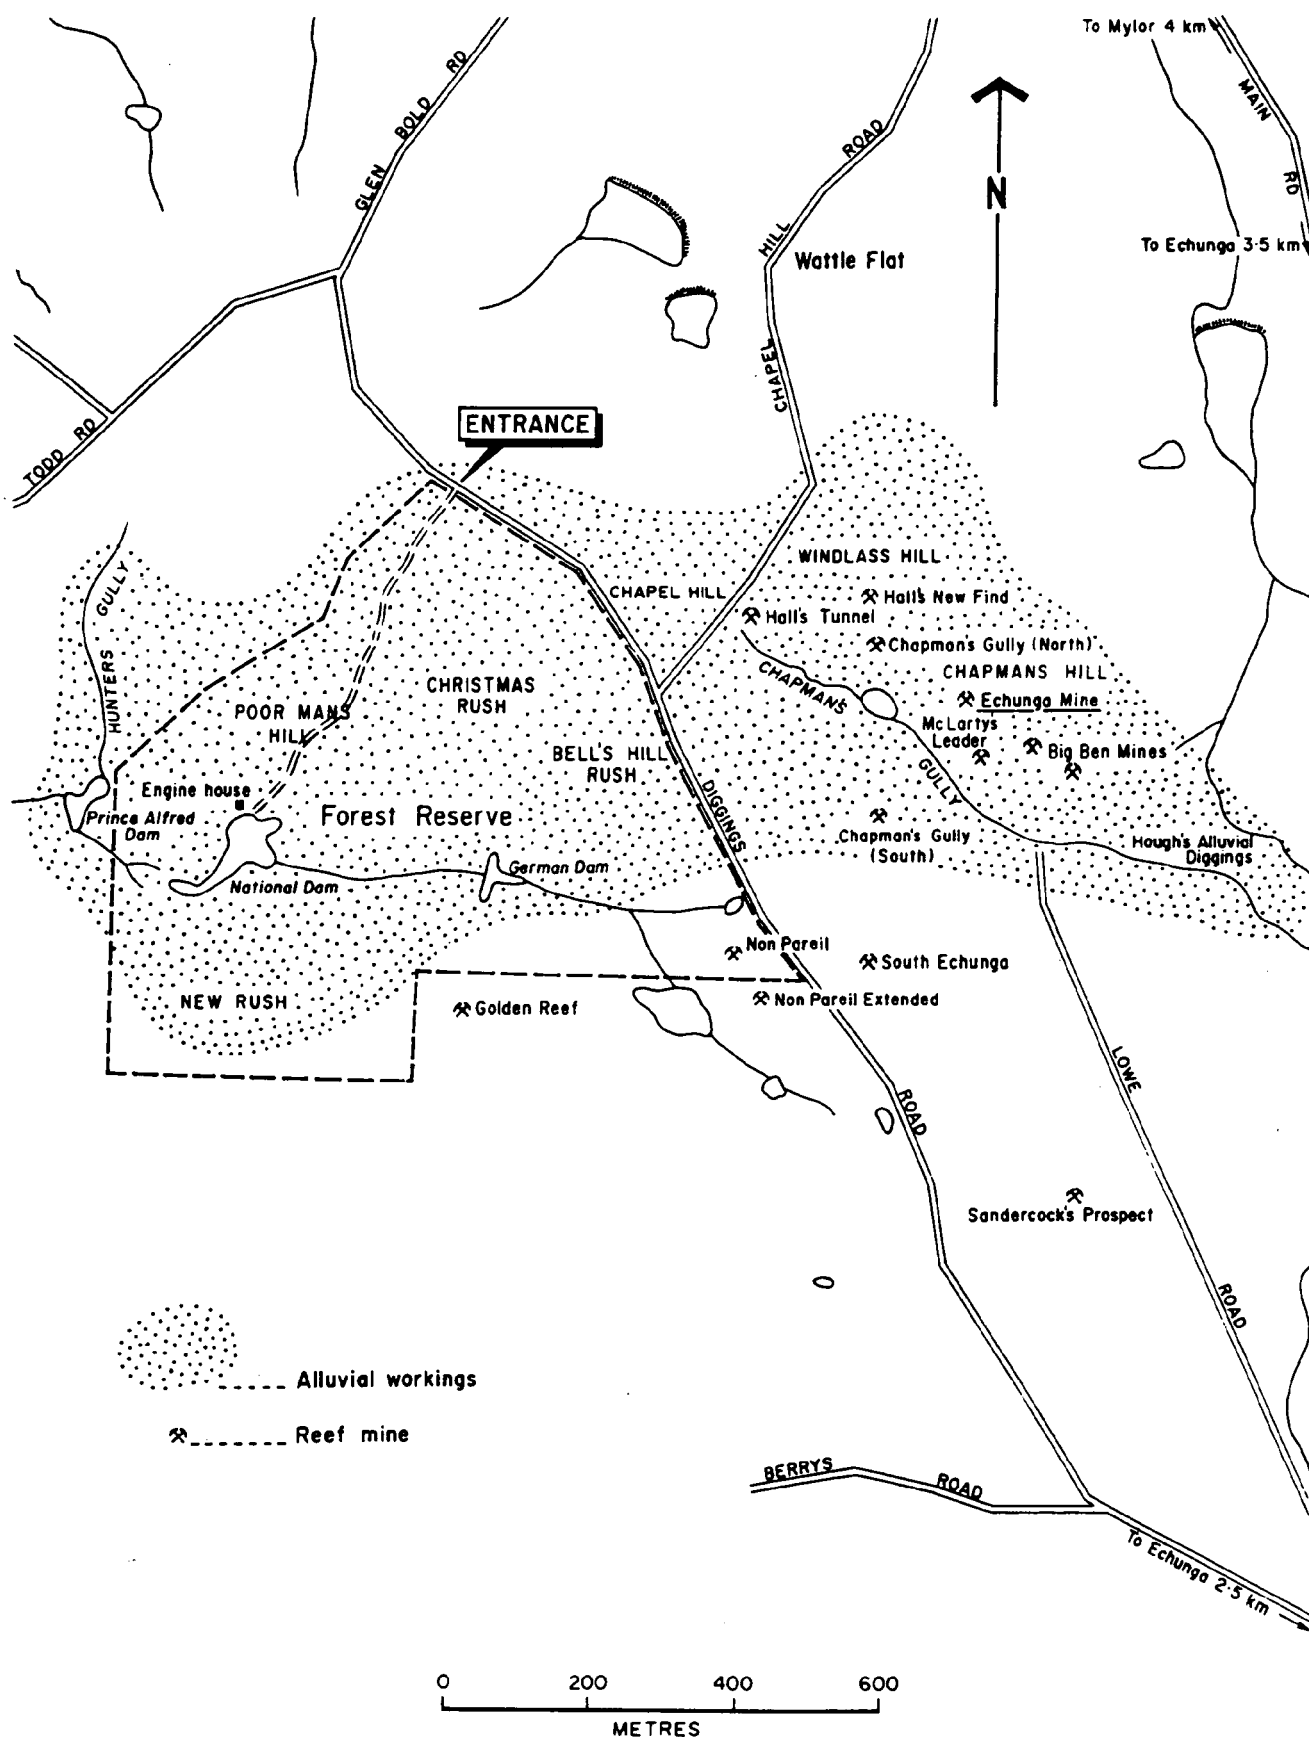 To Mylor 4 km
MAIN RD
GLEN BOLD RD
CHAPEL HILL ROAD
N
To Echunga 3·5 km
Wattle Flat
TODD RD
ENTRANCE
WINDLASS HILL
CHAPEL HILL
Hall's New Find
Hall's Tunnel
Chapman's Gully (North)
HUNTERS GULLY
CHAPMAN'S GULLY
CHAPMANS HILL
CHRISTMAS
RUSH
Echunga Mine
POOR MANS
HILL
McLartys
Leader
BELL'S HILL
RUSH
Big Ben Mines
Engine house
Prince Alfred
Dam
Forest Reserve
DIGGINGS ROAD
Chapman's Gully
(South)
Hough's Alluvial
Diggings
German Dam
National Dam
Non Pareil
South Echunga
NEW RUSH
Golden Reef
Non Pareil Extended
LOWE ROAD
Sandercock's Prospect
Alluvial workings
Reef mine
BERRYS ROAD
To Echunga 2·5 km
0 200 400 600
METRES